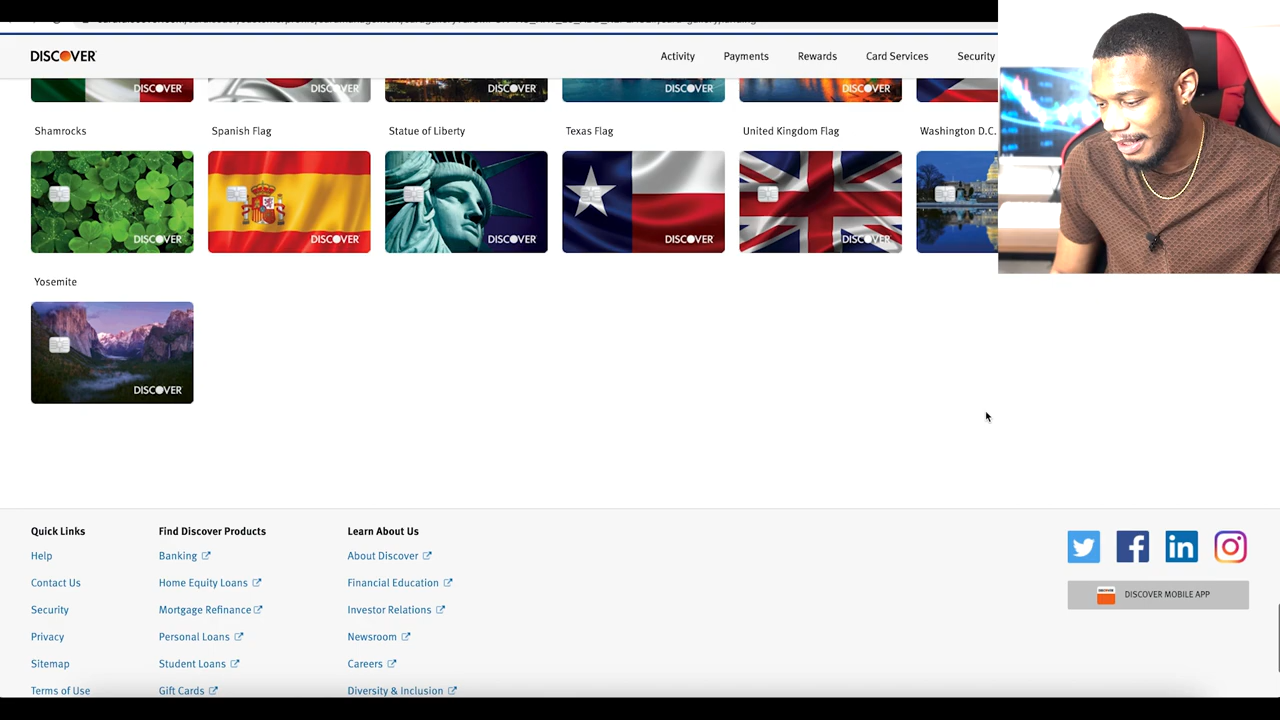 DISCOVER
Activity
Payments
Rewards
Card Services
Security
DISCOVER
DISCOVER
DISCOVER
DISCOVER
DISCOVER
Shamrocks
Spanish Flag
Statue of Liberty
Texas Flag
United Kingdom Flag
Washington D.C.
DISCOVER
DISCOVER
DISCOVER
DISCOVER
DISCOVER
Yosemite
DISCOVER
Quick Links
Help
Contact Us
Security
Privacy
Sitemap
Terms of Use
Find Discover Products
Banking
Home Equity Loans
Mortgage Refinance
Personal Loans
Student Loans
Gift Cards
Learn About Us
About Discover
Financial Education
Investor Relations
Newsroom
Careers
Diversity & Inclusion
DISCOVER MOBILE APP